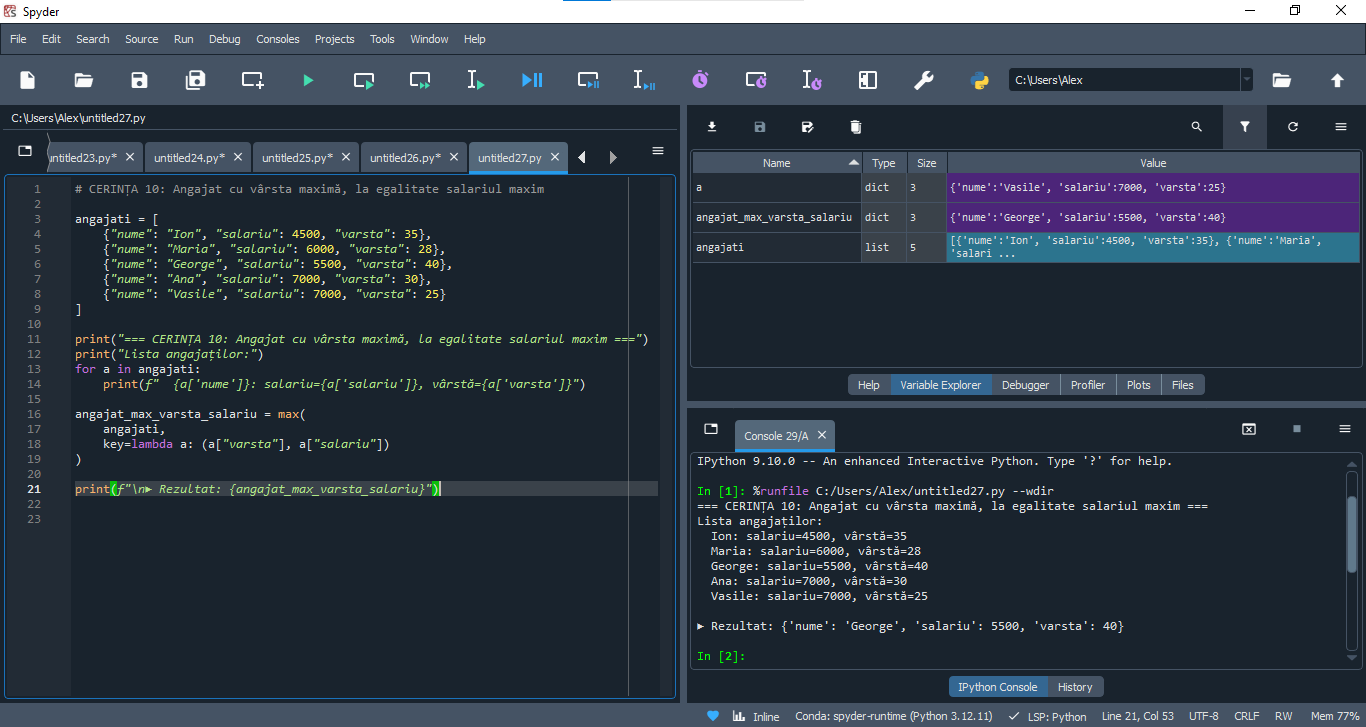 Spyder
File Edit Search Source Run Debug Consoles Projects Tools Window Help
C:\Users\Alex
C:\Users\Alex\untitled27.py
untitled23.py* untitled24.py* untitled25.py* untitled26.py* untitled27.py
1 # CERINȚA 10: Angajat cu vârsta maximă, la egalitate salariul maxim
2
3 angajati = [
4 {"nume": "Ion", "salariu": 4500, "varsta": 35},
5 {"nume": "Maria", "salariu": 6000, "varsta": 28},
6 {"nume": "George", "salariu": 5500, "varsta": 40},
7 {"nume": "Ana", "salariu": 7000, "varsta": 30},
8 {"nume": "Vasile", "salariu": 7000, "varsta": 25}
9 ]
10
11 print("=== CERINȚA 10: Angajat cu vârsta maximă, la egalitate salariul maxim ===")
12 print("Lista angajaților:")
13 for a in angajati:
14 print(f"  {a['nume']}: salariu={a['salariu']}, vârstă={a['varsta']}")
15
16 angajat_max_varsta_salariu = max(
17 angajati,
18 key=lambda a: (a["varsta"], a["salariu"])
19 )
20
21 print(f"\n► Rezultat: {angajat_max_varsta_salariu}")
22
23
Name Type Size Value
a dict 3 {'nume':'Vasile', 'salariu':7000, 'varsta':25}
angajat_max_varsta_salariu dict 3 {'nume':'George', 'salariu':5500, 'varsta':40}
angajati list 5 [{'nume':'Ion', 'salariu':4500, 'varsta':35}, {'nume':'Maria',
'salari ...
Help Variable Explorer Debugger Profiler Plots Files
Console 29/A
IPython 9.10.0 -- An enhanced Interactive Python. Type '?' for help.
In [1]: %runfile C:/Users/Alex/untitled27.py --wdir
=== CERINȚA 10: Angajat cu vârsta maximă, la egalitate salariul maxim ===
Lista angajaților:
Ion: salariu=4500, vârstă=35
Maria: salariu=6000, vârstă=28
George: salariu=5500, vârstă=40
Ana: salariu=7000, vârstă=30
Vasile: salariu=7000, vârstă=25
► Rezultat: {'nume': 'George', 'salariu': 5500, 'varsta': 40}
In [2]:
IPython Console History
Inline Conda: spyder-runtime (Python 3.12.11) LSP: Python Line 21, Col 53 UTF-8 CRLF RW Mem 77%